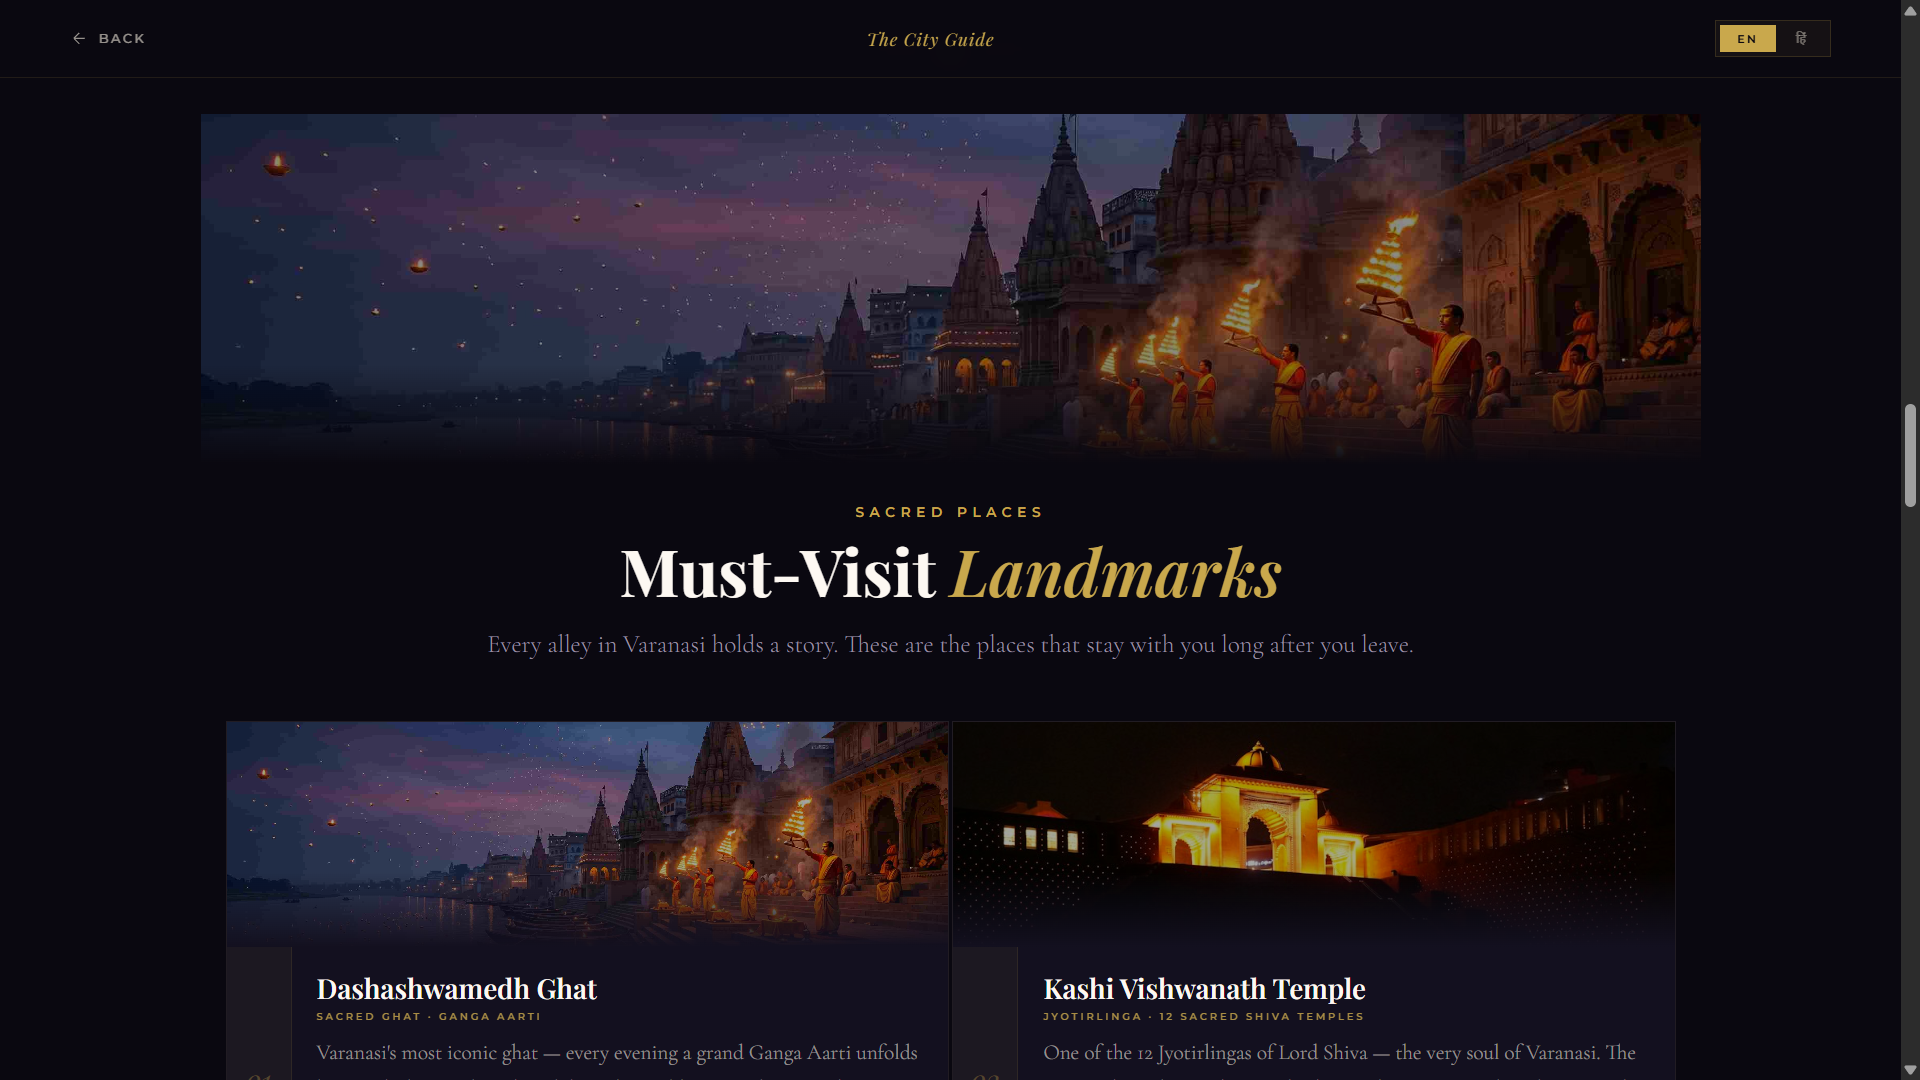 ← BACK
The City Guide
EN
हिं
SACRED PLACES
Must-Visit Landmarks
Every alley in Varanasi holds a story. These are the places that stay with you long after you leave.
Dashashwamedh Ghat
SACRED GHAT · GANGA AARTI
Varanasi's most iconic ghat — every evening a grand Ganga Aarti unfolds
Kashi Vishwanath Temple
JYOTIRLINGA · 12 SACRED SHIVA TEMPLES
One of the 12 Jyotirlingas of Lord Shiva — the very soul of Varanasi. The